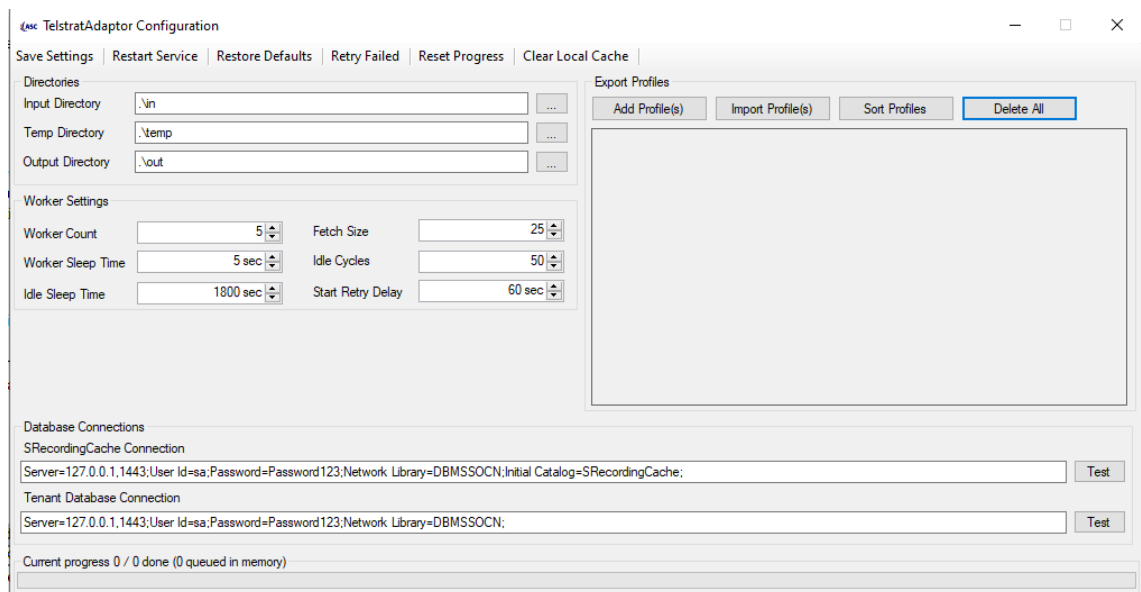 ASC TelstratAdaptor Configuration
Save Settings Restart Service Restore Defaults Retry Failed Reset Progress Clear Local Cache
Directories
Input Directory .\in ...
Temp Directory .\temp ...
Output Directory .\out ...
Worker Settings
Worker Count 5 Fetch Size 25
Worker Sleep Time 5 sec Idle Cycles 50
Idle Sleep Time 1800 sec Start Retry Delay 60 sec
Export Profiles
Add Profile(s) Import Profile(s) Sort Profiles Delete All
Database Connections
SRecordingCache Connection
Server=127.0.0.1,1443;User Id=sa;Password=Password123;Network Library=DBMSSOCN;Initial Catalog=SRecordingCache; Test
Tenant Database Connection
Server=127.0.0.1,1443;User Id=sa;Password=Password123;Network Library=DBMSSOCN; Test
Current progress 0 / 0 done (0 queued in memory)